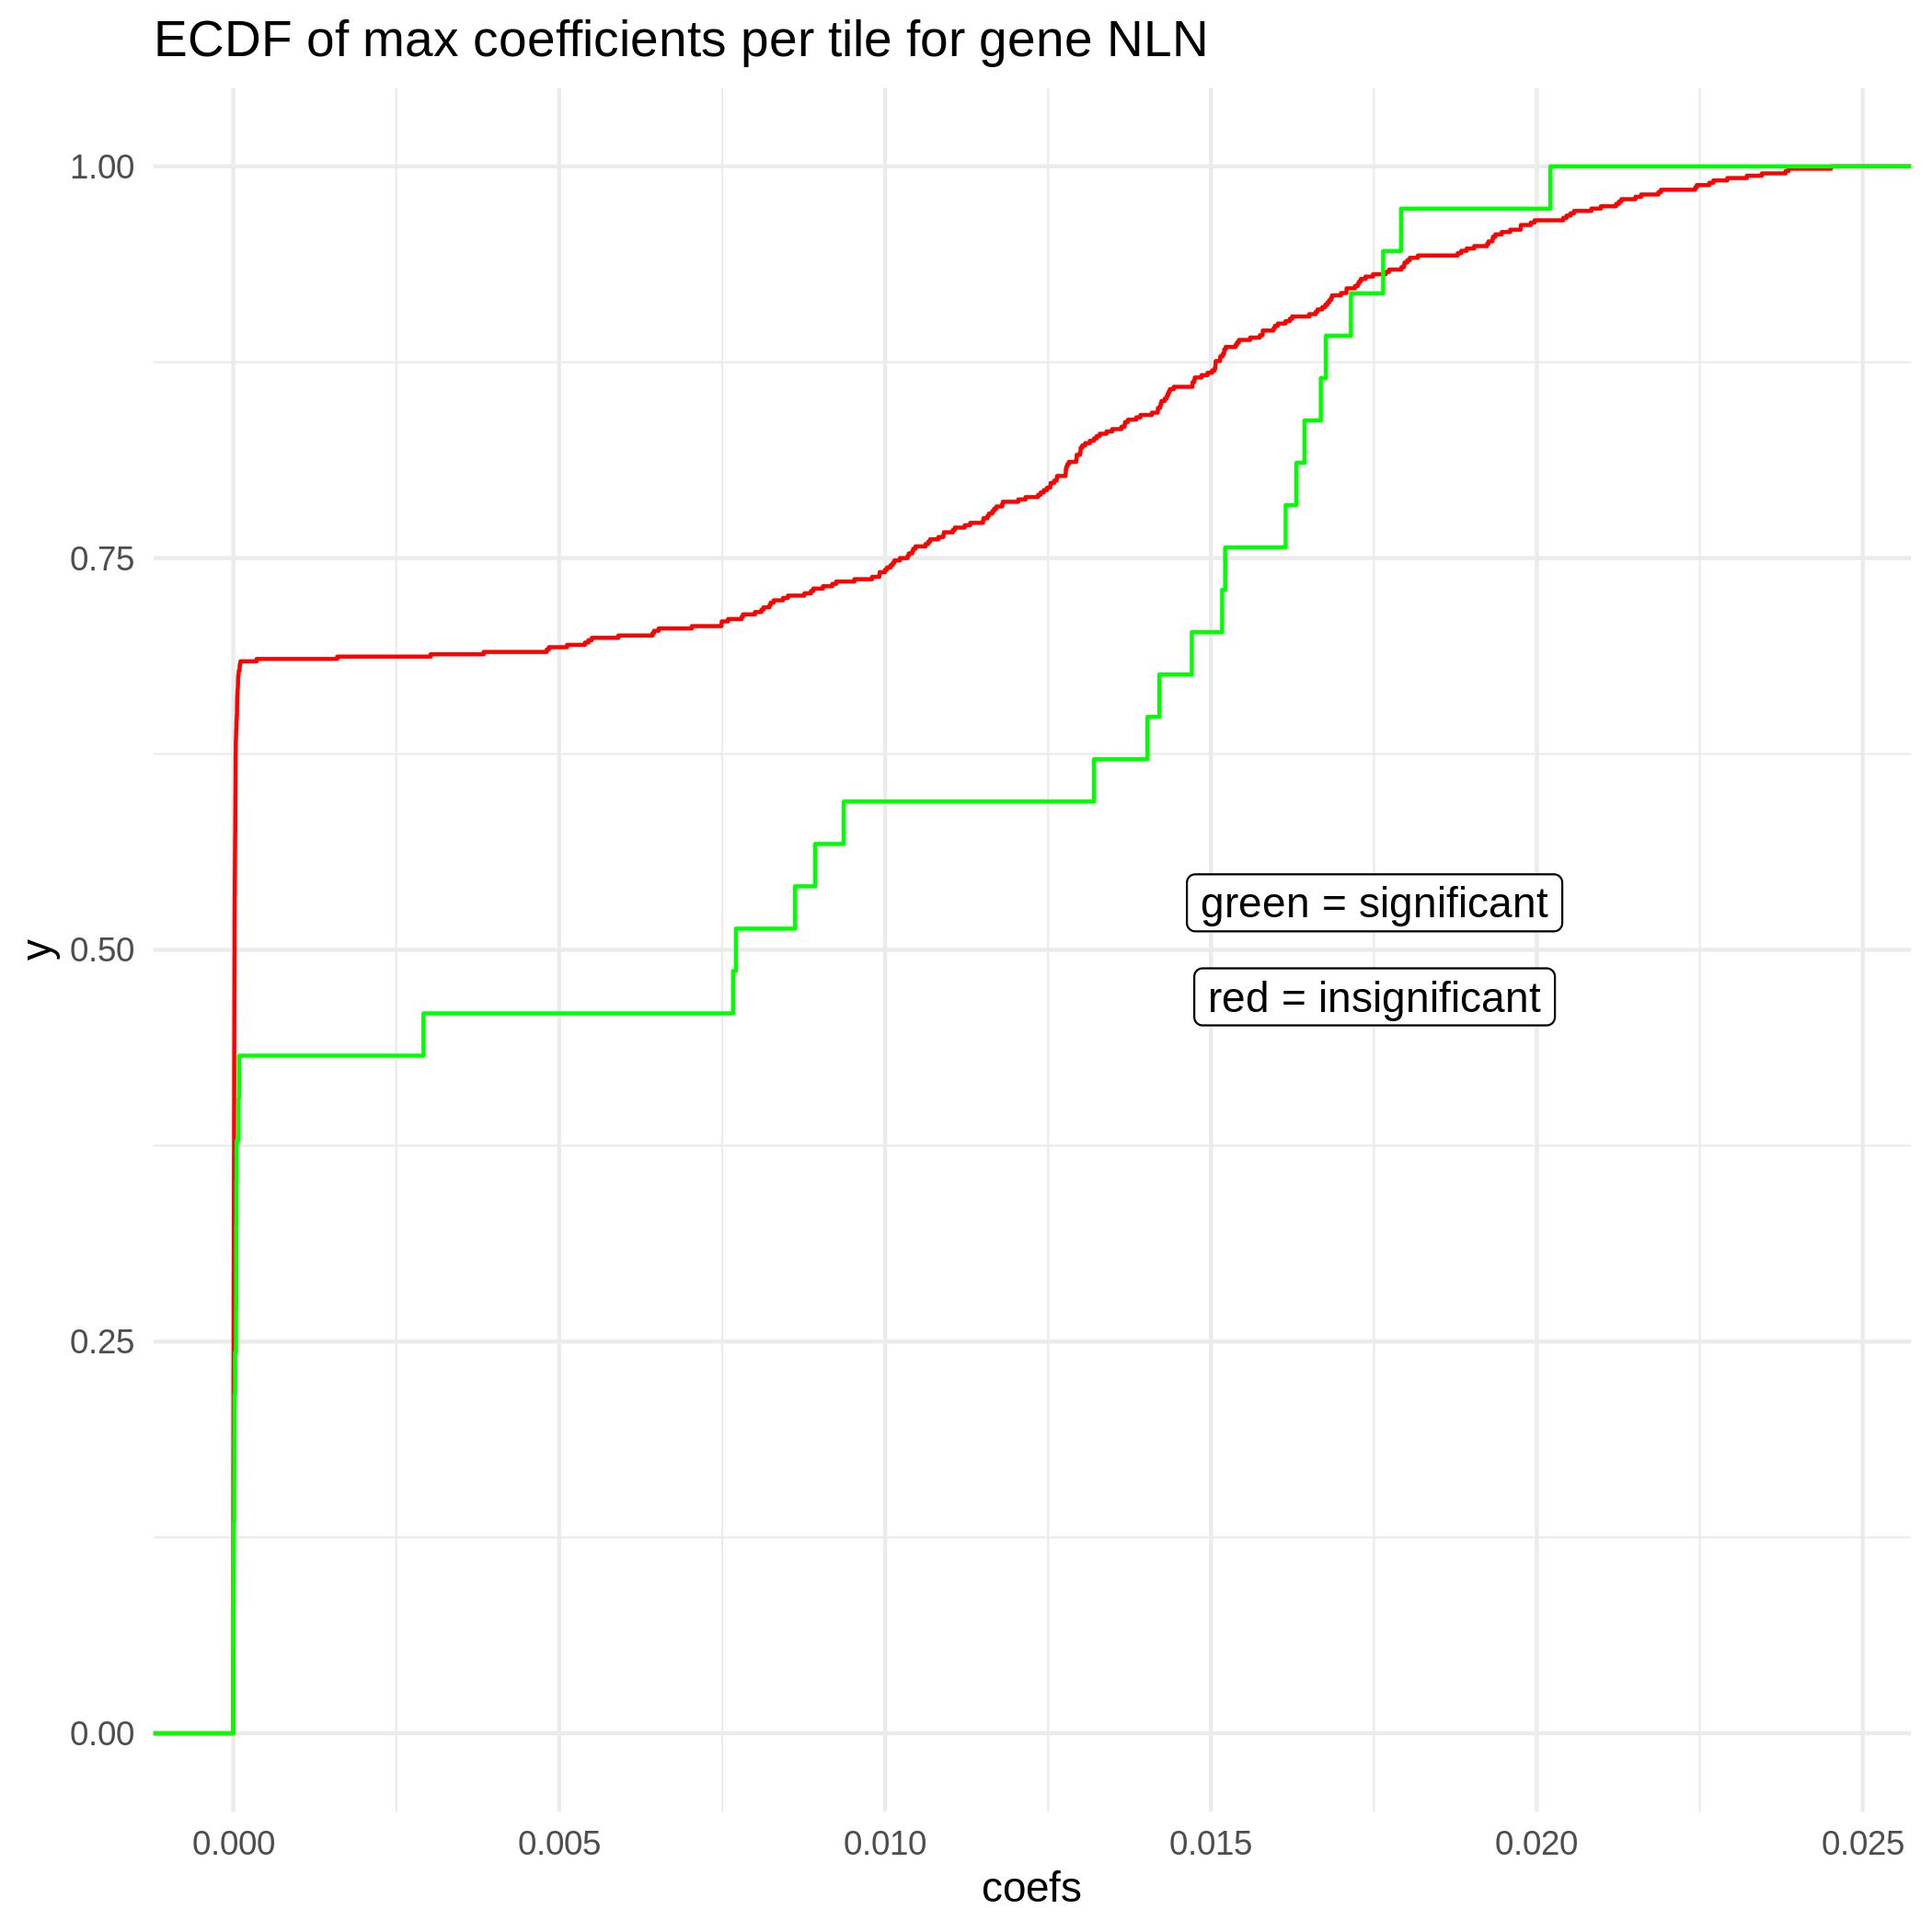 ECDF of max coefficients per tile for gene NLN
1.00
0.75
0.50
0.25
0.00
y
green = significant
red = insignificant
0.000 0.005 0.010 0.015 0.020 0.025
coefs